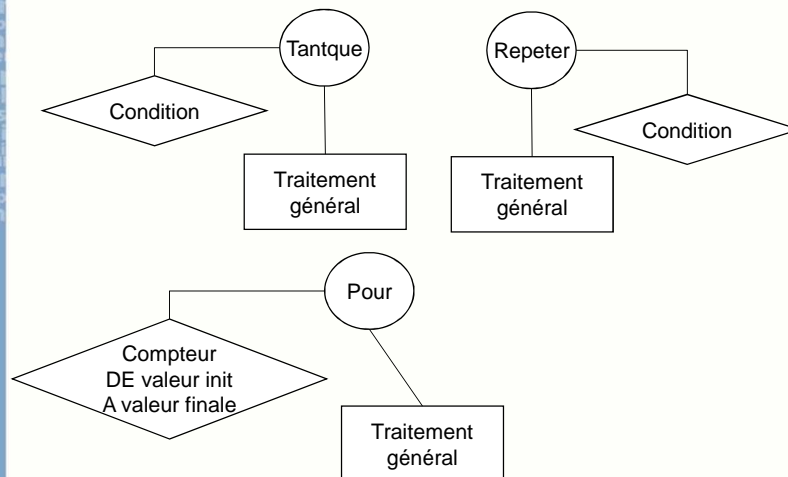 Tantque
Repeter
Condition
Condition
Traitement
général
Traitement
général
Pour
Compteur
DE valeur init
A valeur finale
Traitement
général